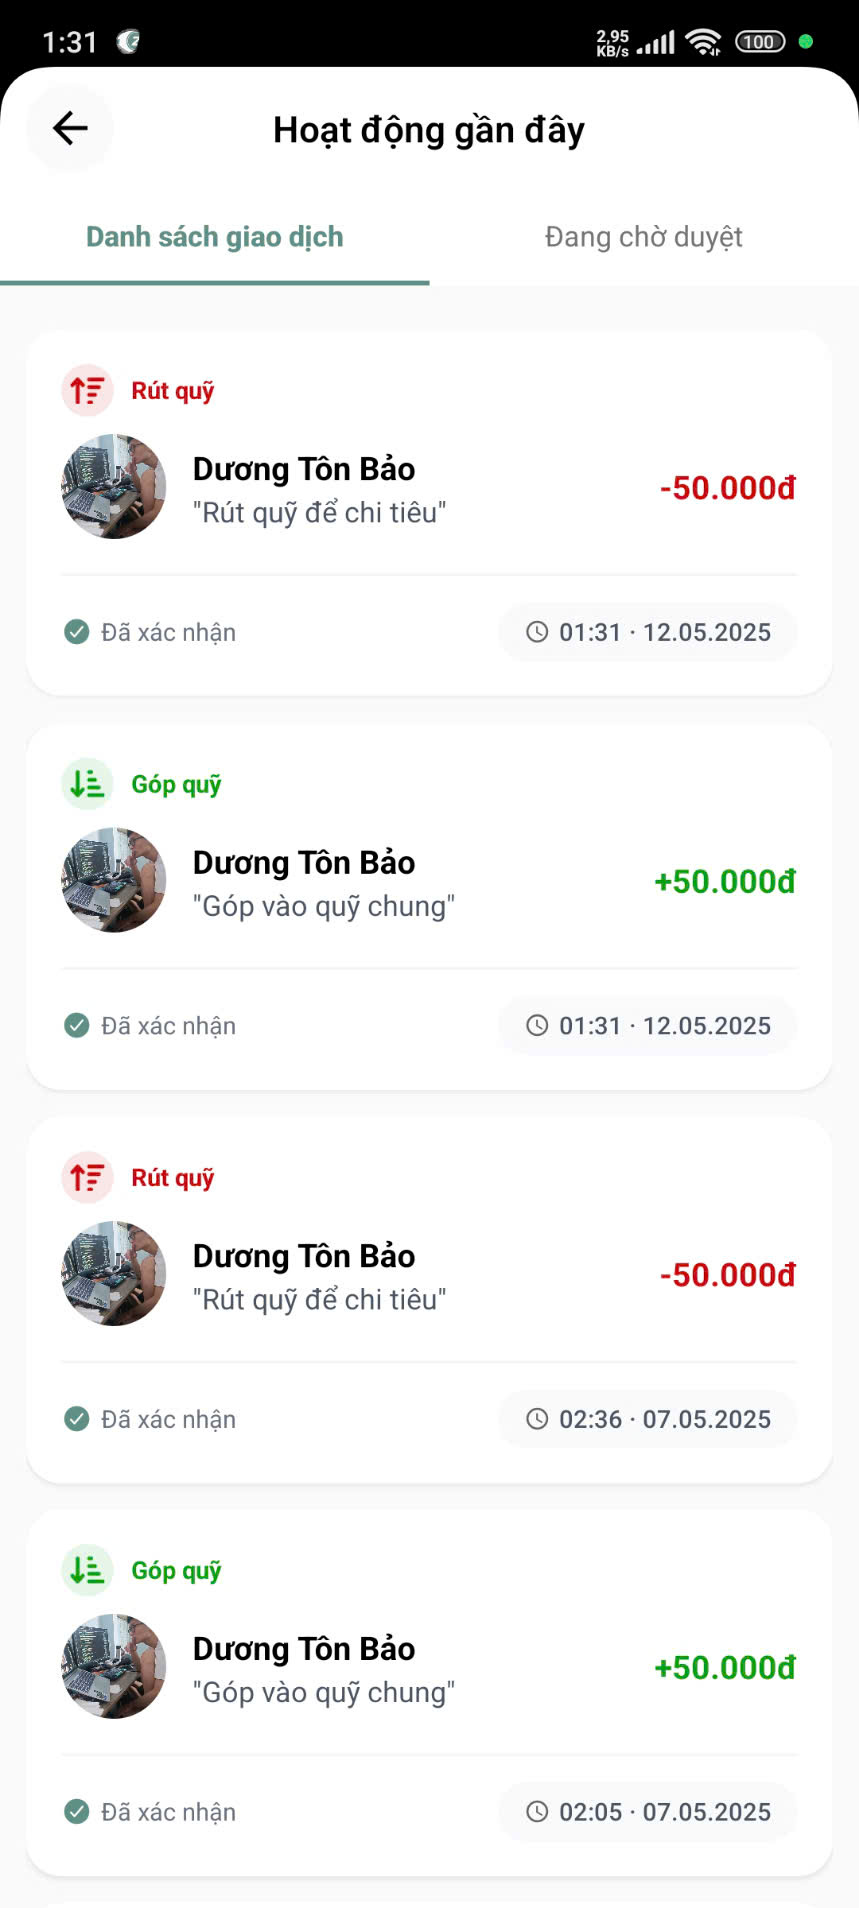 1:31
2,95
KB/s
100
Hoạt động gần đây
Danh sách giao dịch
Đang chờ duyệt
Rút quỹ
Dương Tôn Bảo
-50.000đ
"Rút quỹ để chi tiêu"
Đã xác nhận
01:31 · 12.05.2025
Góp quỹ
Dương Tôn Bảo
+50.000đ
"Góp vào quỹ chung"
Đã xác nhận
01:31 · 12.05.2025
Rút quỹ
Dương Tôn Bảo
-50.000đ
"Rút quỹ để chi tiêu"
Đã xác nhận
02:36 · 07.05.2025
Góp quỹ
Dương Tôn Bảo
+50.000đ
"Góp vào quỹ chung"
Đã xác nhận
02:05 · 07.05.2025